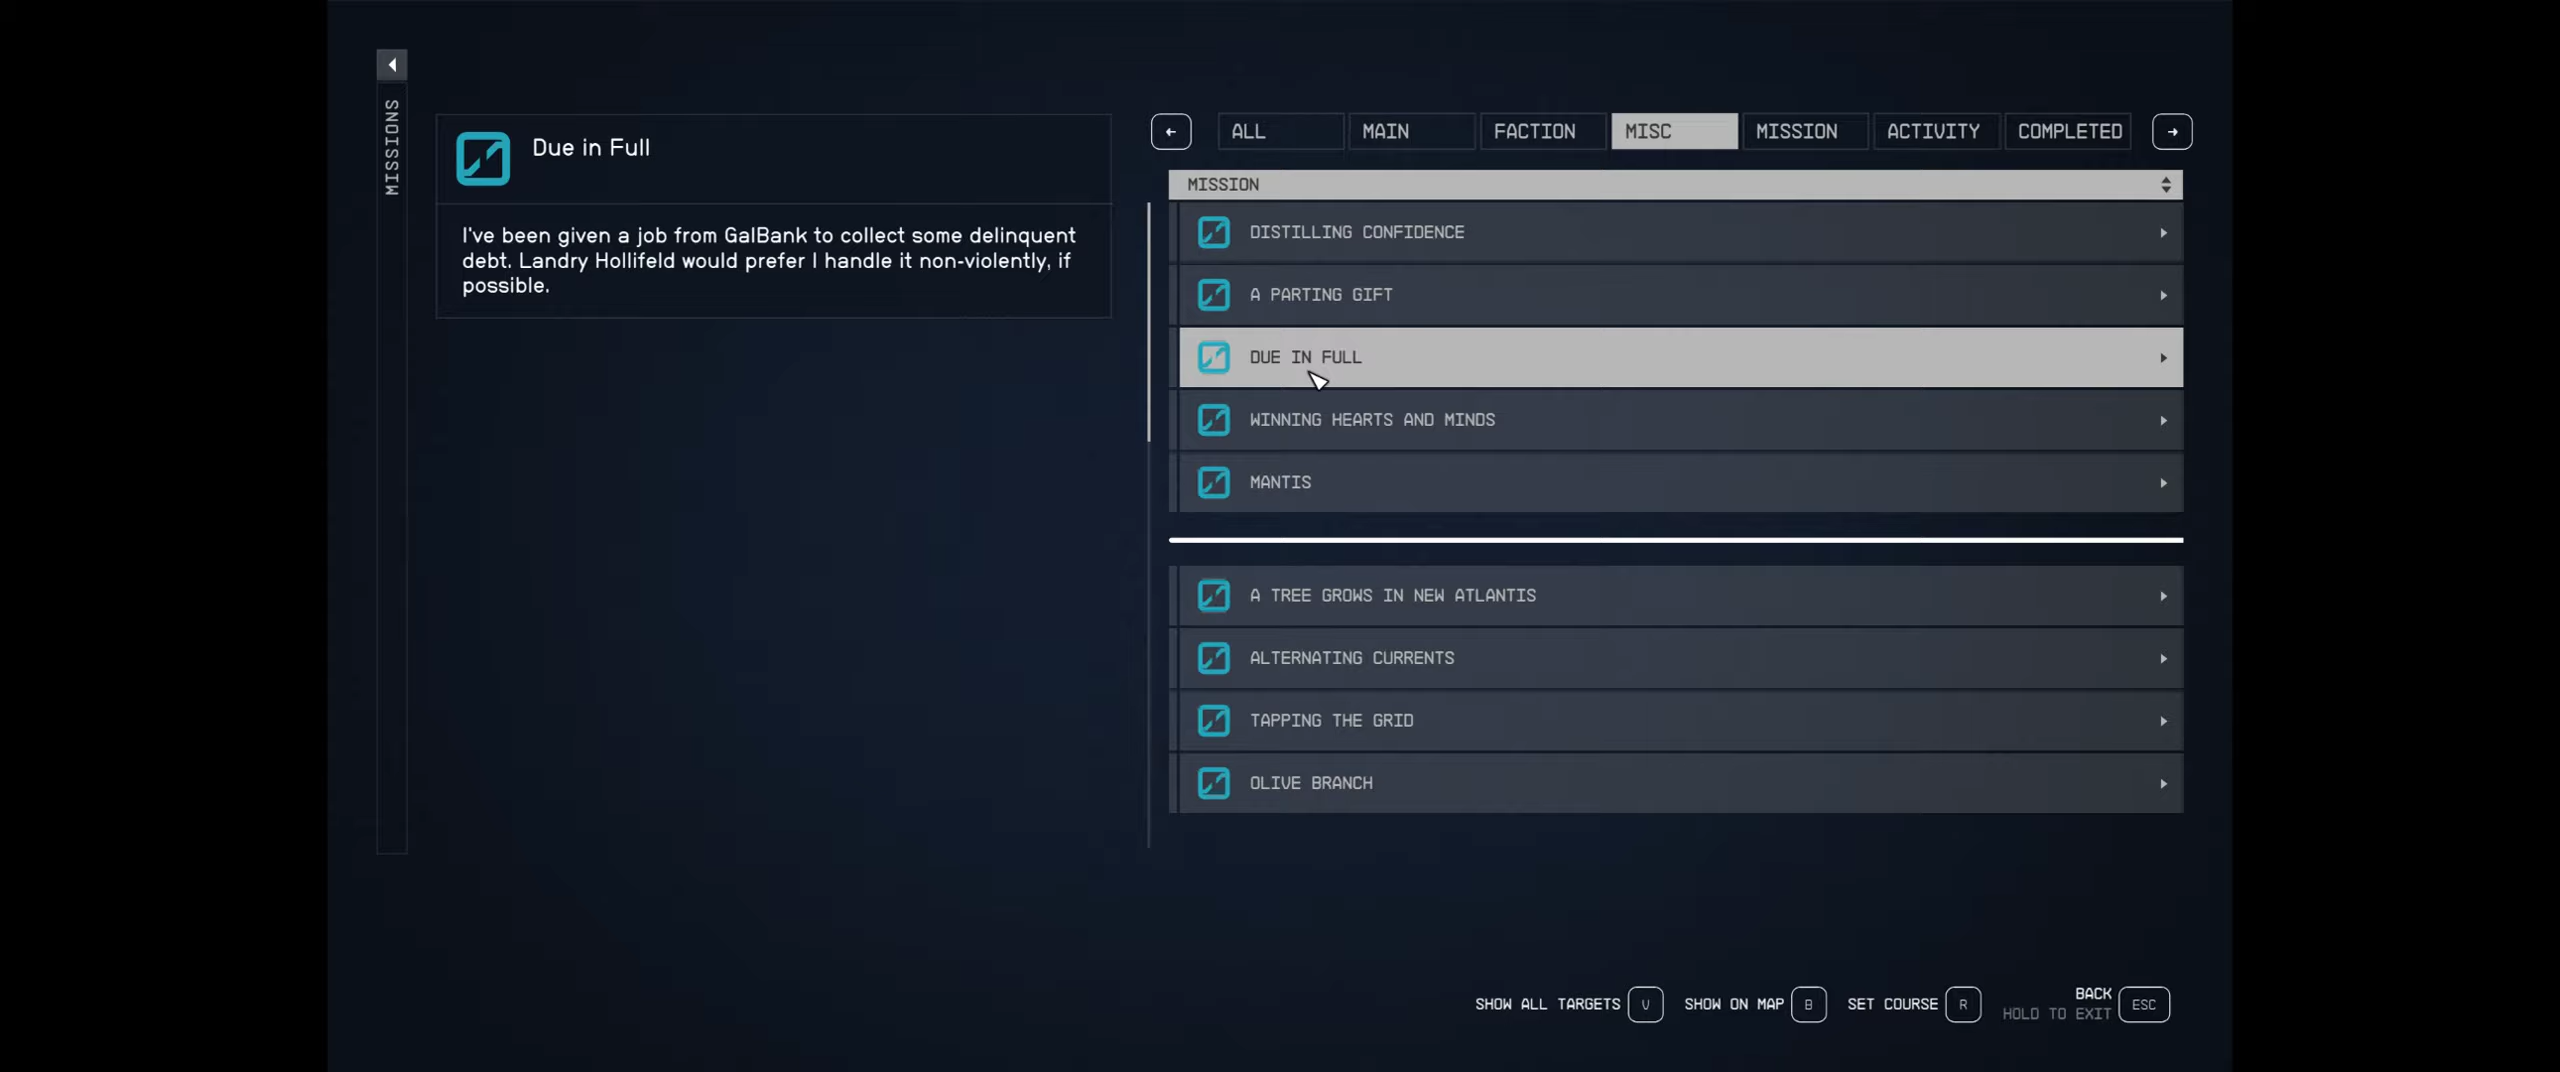 MISSIONS
Due in Full
I've been given a job from GalBank to collect some delinquent
debt. Landry Hollifeld would prefer I handle it non-violently, if
possible.
ALL MAIN FACTION MISC MISSION ACTIVITY COMPLETED
MISSION
DISTILLING CONFIDENCE
A PARTING GIFT
DUE IN FULL
WINNING HEARTS AND MINDS
MANTIS
A TREE GROWS IN NEW ATLANTIS
ALTERNATING CURRENTS
TAPPING THE GRID
OLIVE BRANCH
SHOW ALL TARGETS V SHOW ON MAP B SET COURSE R BACK ESC
HOLD TO EXIT